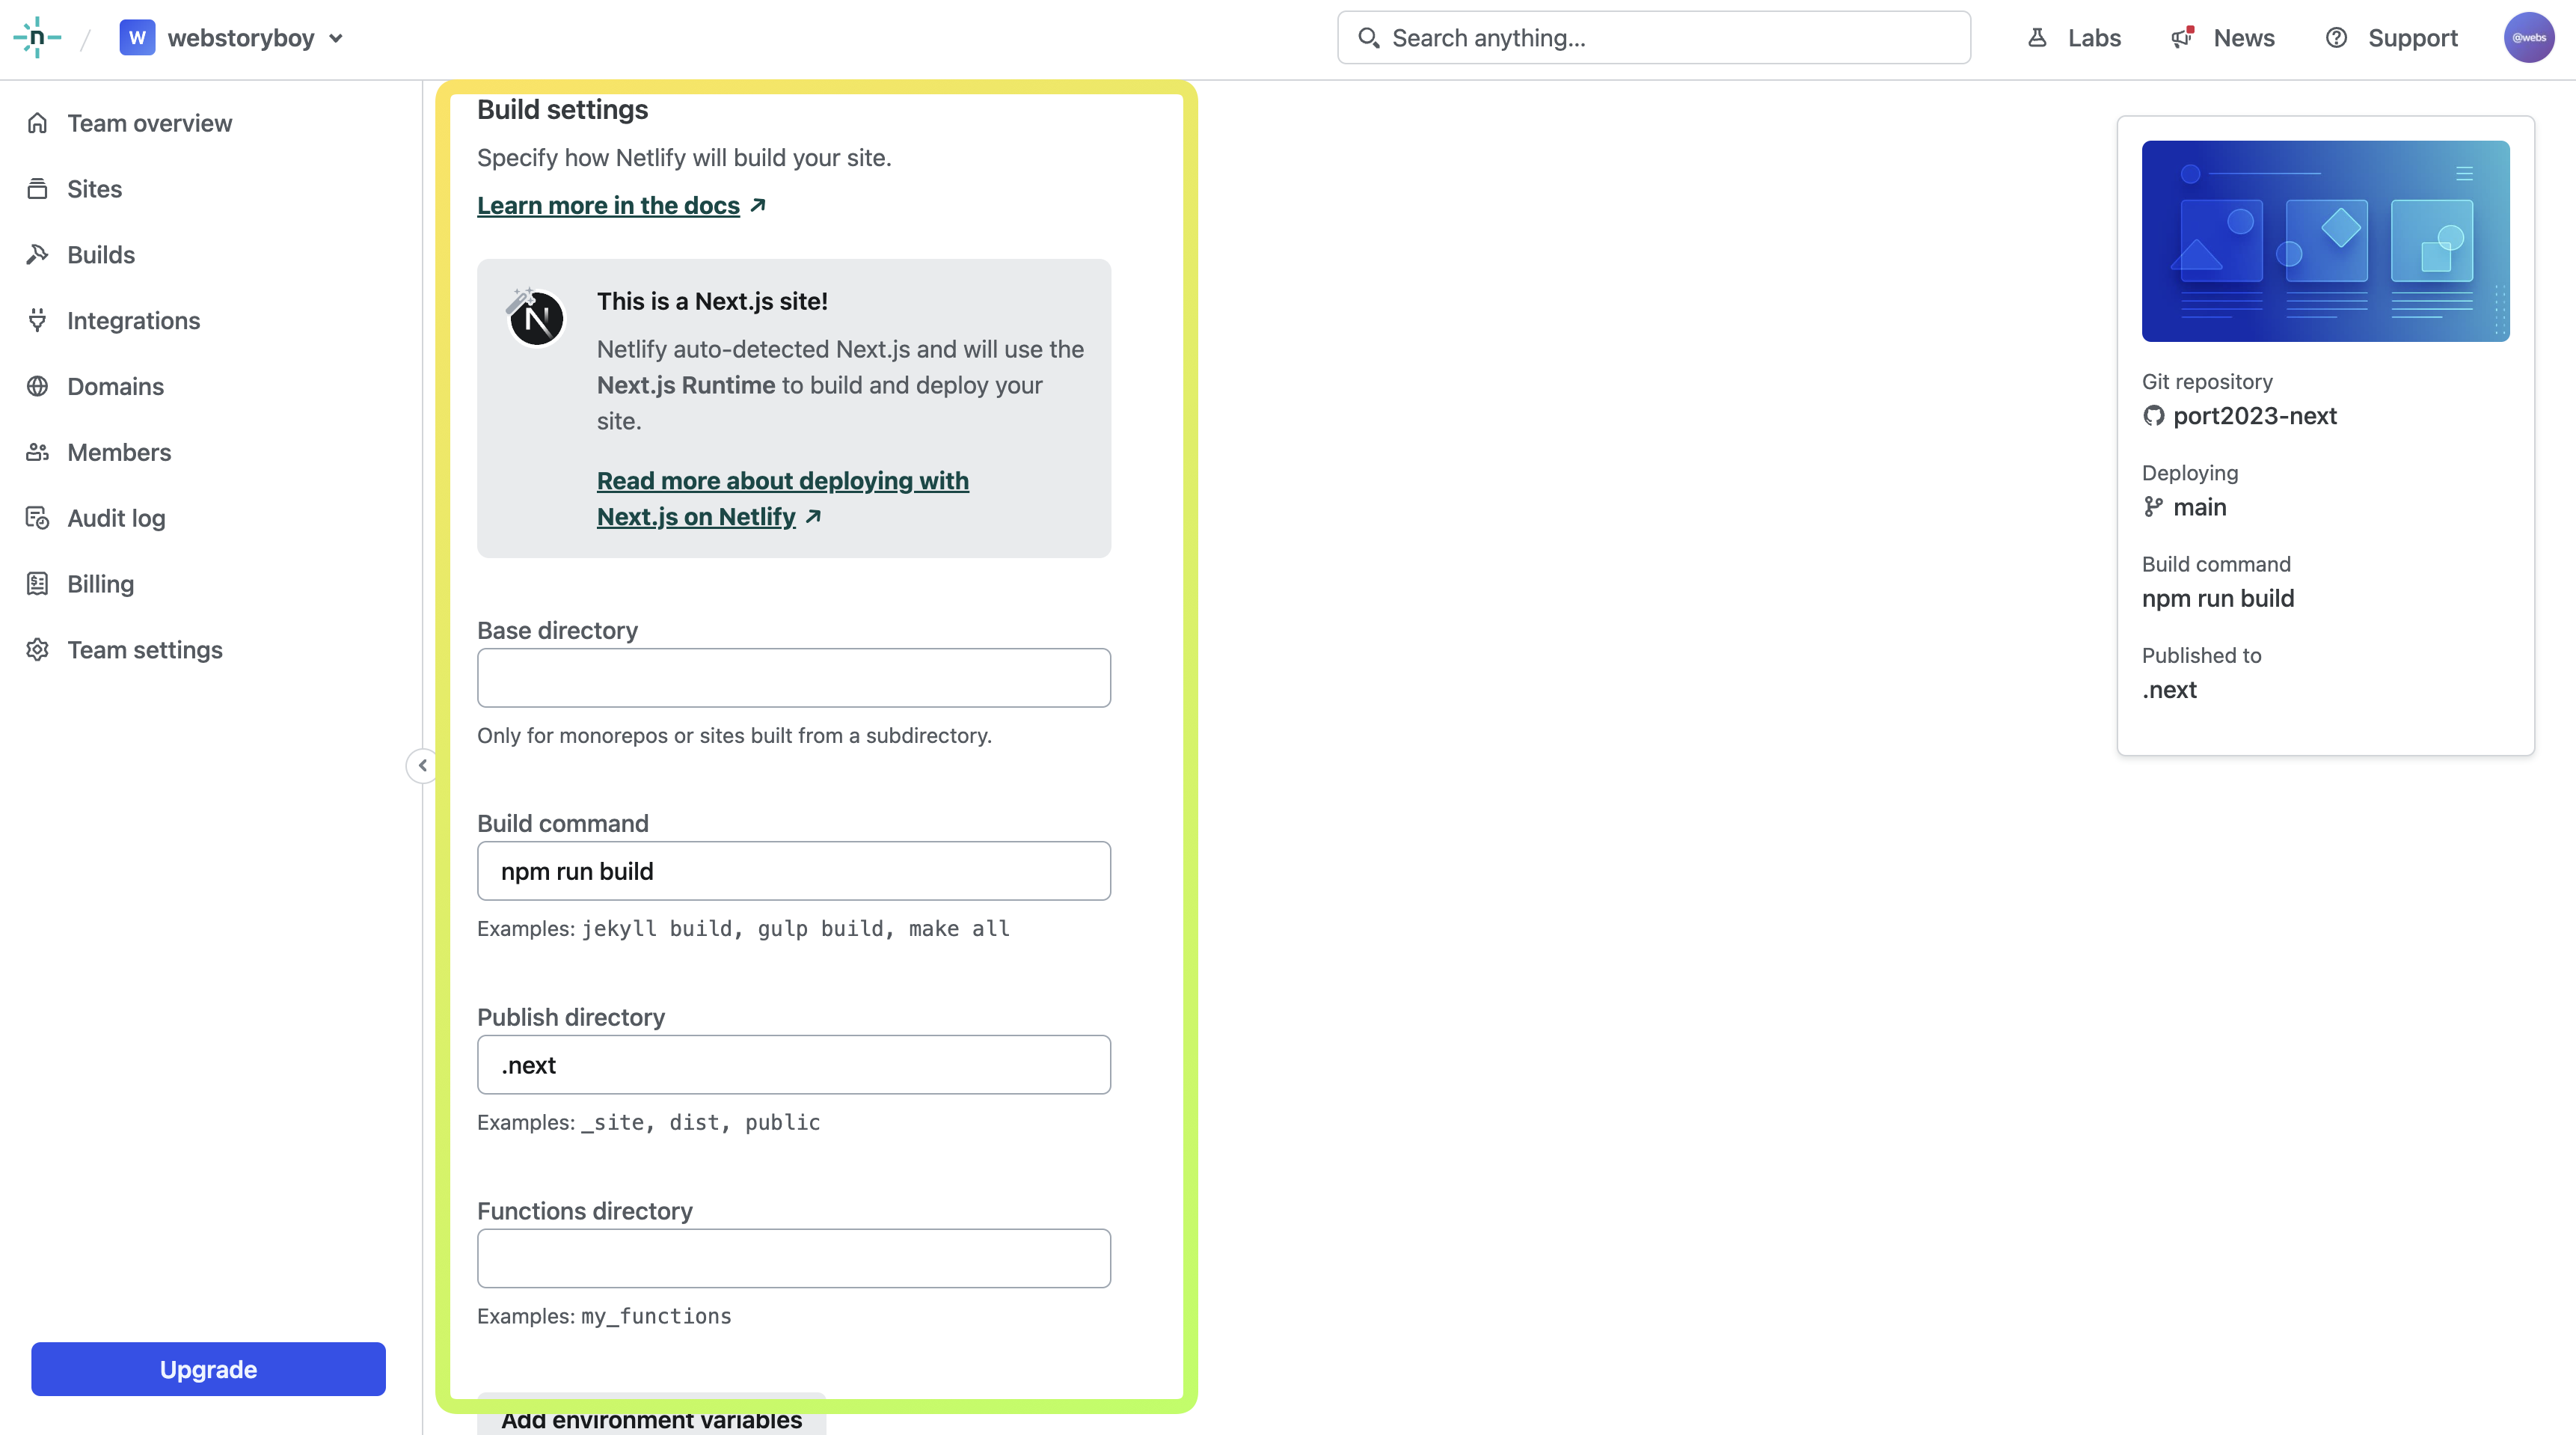 n / W webstoryboy
Search anything...
Labs
News
Support
@webs
Team overview
Sites
Builds
Integrations
Domains
Members
Audit log
Billing
Team settings
Upgrade
Build settings
Specify how Netlify will build your site.
Learn more in the docs
N
This is a Next.js site!
Netlify auto-detected Next.js and will use the
Next.js Runtime to build and deploy your
site.
Read more about deploying with
Next.js on Netlify
Base directory
Only for monorepos or sites built from a subdirectory.
Build command
npm run build
Examples: jekyll build, gulp build, make all
Publish directory
.next
Examples: _site, dist, public
Functions directory
Examples: my_functions
Add environment variables
Git repository
port2023-next
Deploying
main
Build command
npm run build
Published to
.next